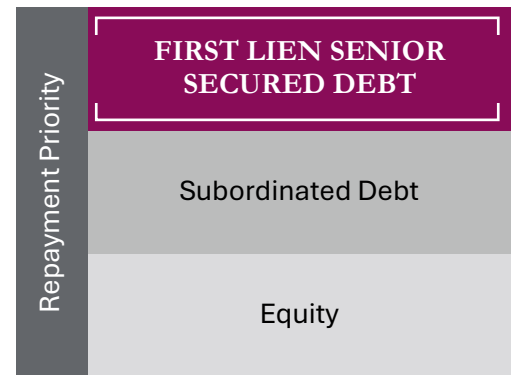 Repayment Priority
FIRST LIEN SENIOR
SECURED DEBT
Subordinated Debt
Equity